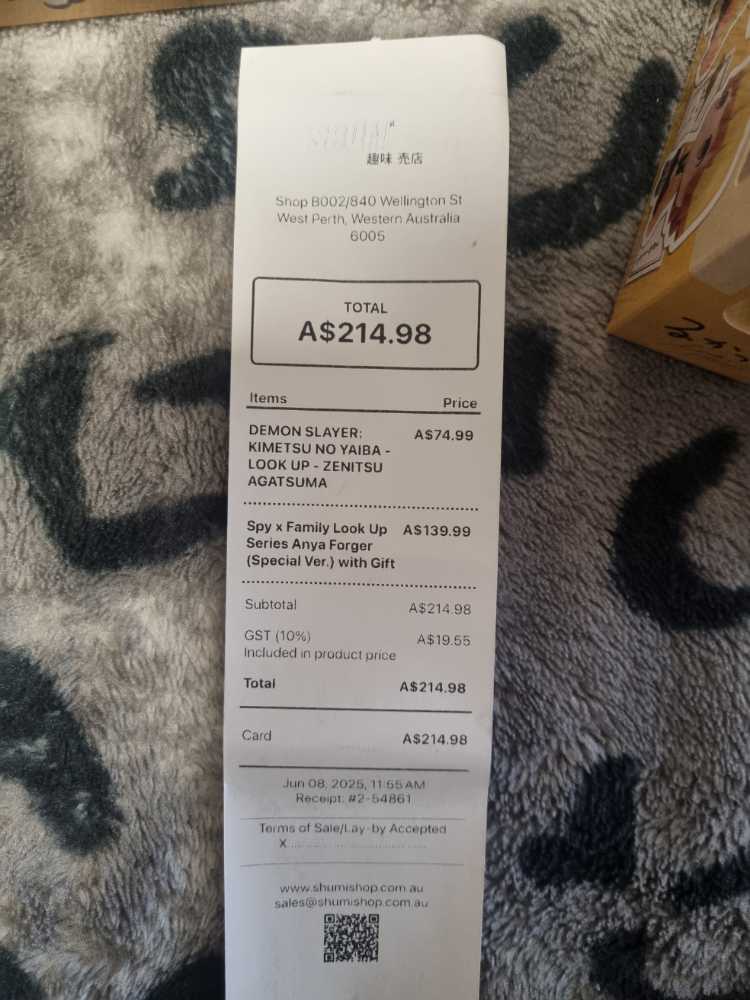 SHUMI
趣味 売店
Shop B002/840 Wellington St
West Perth, Western Australia
6005
TOTAL
A$214.98
Items Price
DEMON SLAYER: A$74.99
KIMETSU NO YAIBA -
LOOK UP - ZENITSU
AGATSUMA
Spy x Family Look Up A$139.99
Series Anya Forger
(Special Ver.) with Gift
Subtotal A$214.98
GST (10%) A$19.55
Included in product price
Total A$214.98
Card A$214.98
Jun 08, 2025, 11:55 AM
Receipt: #2-54861
Terms of Sale/Lay-by Accepted
X
www.shumishop.com.au
sales@shumishop.com.au